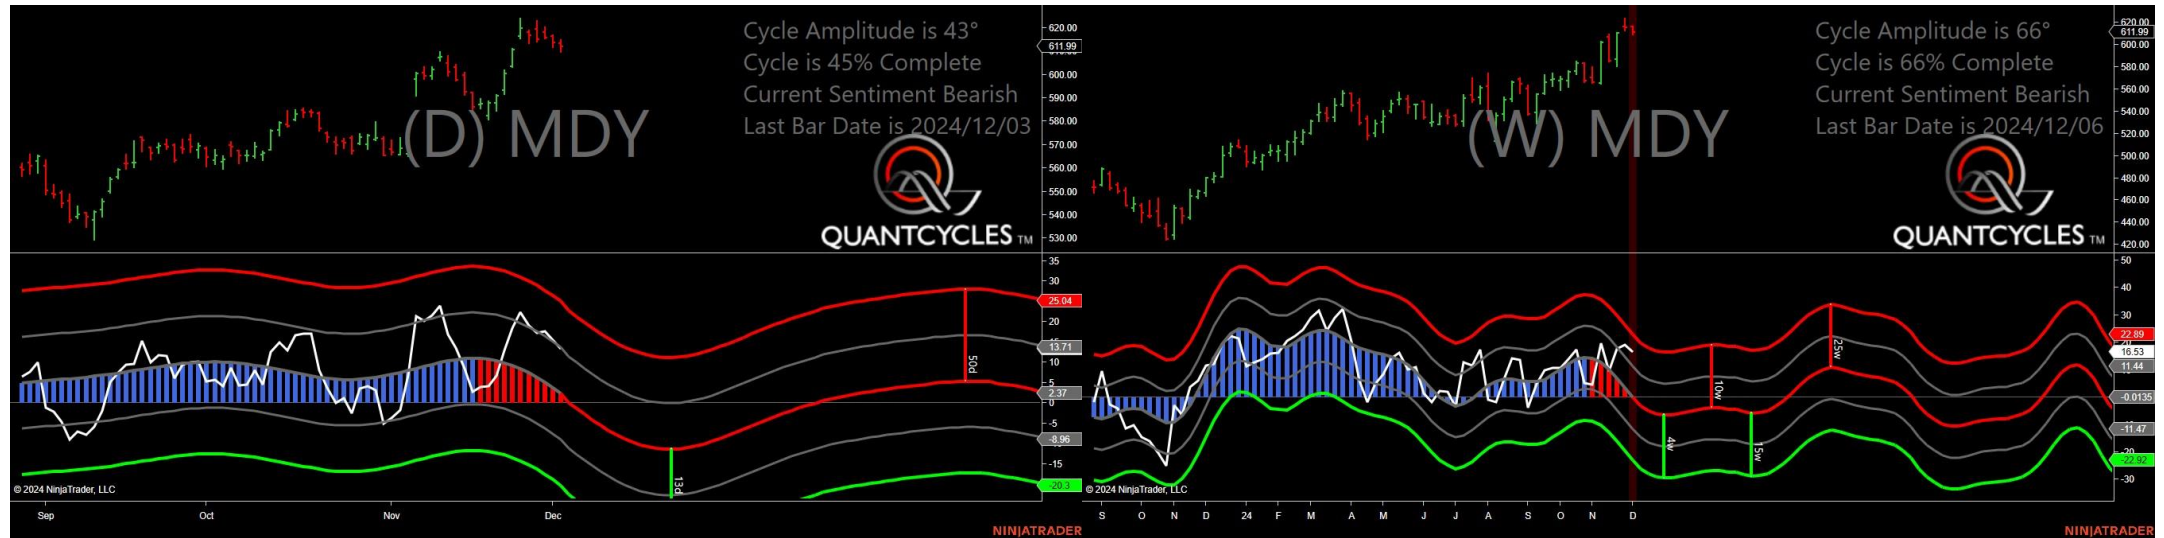 Cycle Amplitude is 43°
Cycle is 45% Complete
Current Sentiment Bearish
Last Bar Date is 2024/12/03
(D) MDY
QUANTCYCLES TM
620.00
611.99
600.00
590.00
580.00
570.00
560.00
550.00
540.00
530.00
35
30
25.04
20
13.71
10
5
2.37
0
-5
-8.96
-15
-20.3
50d
13d
© 2024 NinjaTrader, LLC
Sep Oct Nov Dec
NINJATRADER
Cycle Amplitude is 66°
Cycle is 66% Complete
Current Sentiment Bearish
Last Bar Date is 2024/12/06
(W) MDY
QUANTCYCLES TM
620.00
611.99
600.00
580.00
560.00
540.00
520.00
500.00
480.00
460.00
440.00
420.00
50
40
30
22.89
16.53
11.44
-0.0135
-11.47
-22.92
-30
10w
25w
4w
15w
© 2024 NinjaTrader, LLC
S O N D 24 F M A M J J A S O N D
NINJATRADER